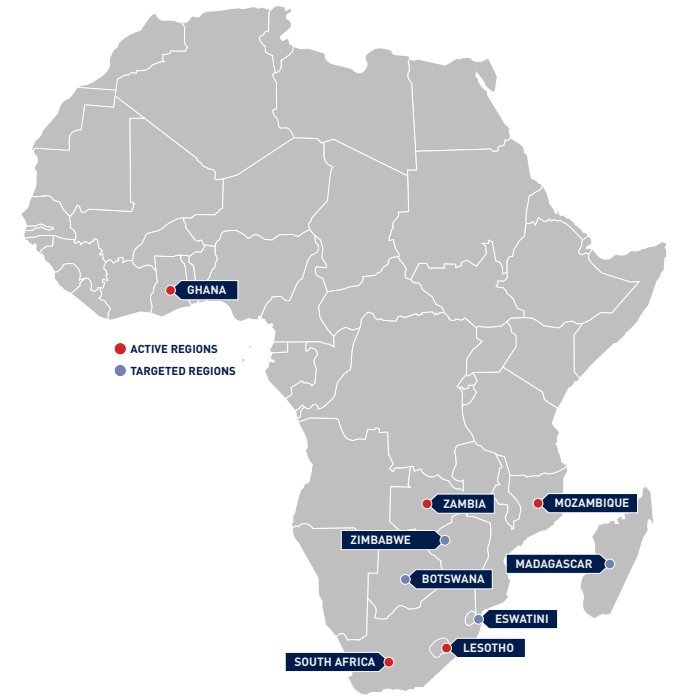 GHANA
ACTIVE REGIONS
TARGETED REGIONS
ZAMBIA
MOZAMBIQUE
ZIMBABWE
MADAGASCAR
BOTSWANA
ESWATINI
LESOTHO
SOUTH AFRICA